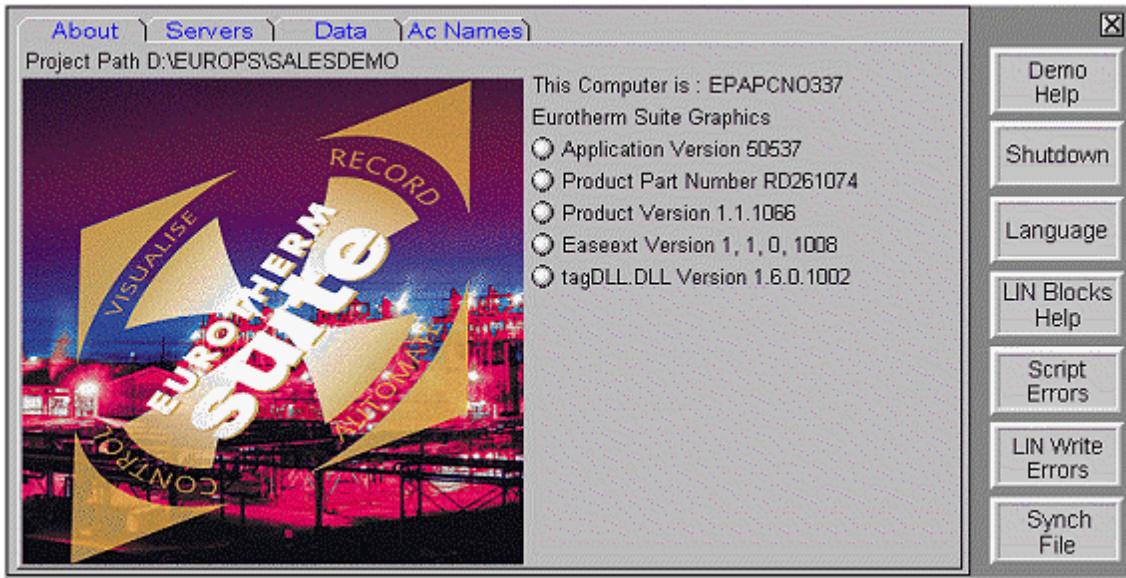 About
Servers
Data
Ac Names
Project Path D:\EUROPS\SALESDEMO
This Computer is : EPAPCNO337
Eurotherm Suite Graphics
Application Version 50537
Product Part Number RD261074
Product Version 1.1.1066
Easeext Version 1, 1, 0, 1008
tagDLL.DLL Version 1.6.0.1002
RECORD
VISUALISE
EUROTHERM
suite
AUTOMATE
CONTROL
Demo
Help
Shutdown
Language
LIN Blocks
Help
Script
Errors
LIN Write
Errors
Synch
File